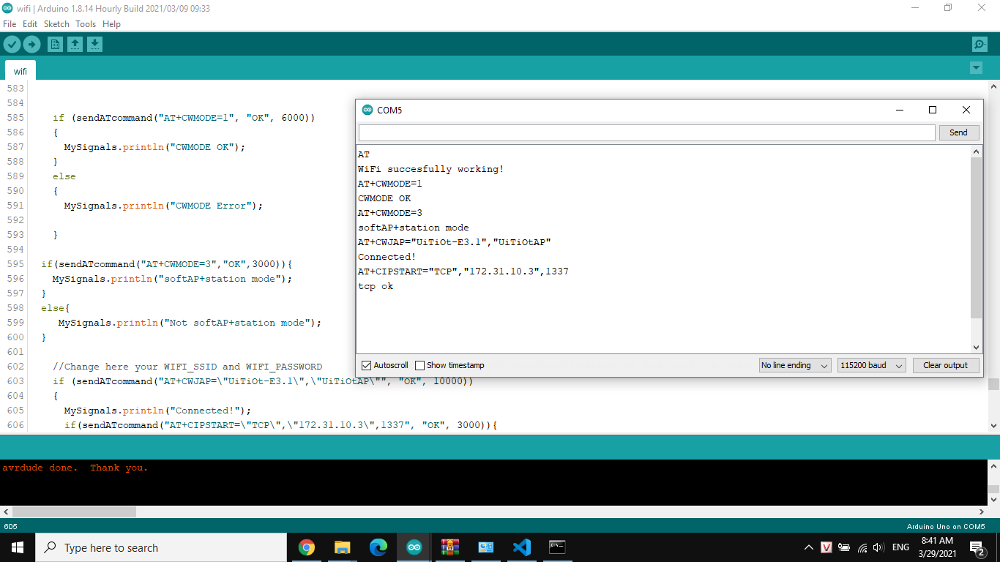 wifi | Arduino 1.8.14 Hourly Build 2021/03/09 09:33
File Edit Sketch Tools Help
wifi
583
584
585 if (sendATcommand("AT+CWMODE=1", "OK", 6000))
586 {
587 MySignals.println("CWMODE OK");
588 }
589 else
590 {
591 MySignals.println("CWMODE Error");
592
593 }
594
595 if(sendATcommand("AT+CWMODE=3","OK",3000)){
596 MySignals.println("softAP+station mode");
597 }
598 else{
599 MySignals.println("Not softAP+station mode");
600 }
601
602 //Change here your WIFI_SSID and WIFI_PASSWORD
603 if (sendATcommand("AT+CWJAP=\"UiTiOt-E3.1\",\"UiTiOtAP\"", "OK", 10000))
604 {
605 MySignals.println("Connected!");
606 if(sendATcommand("AT+CIPSTART=\"TCP\",\"172.31.10.3\",1337", "OK", 3000)){
COM5
Send
AT
WiFi succesfully working!
AT+CWMODE=1
CWMODE OK
AT+CWMODE=3
softAP+station mode
AT+CWJAP="UiTiOt-E3.1","UiTiOtAP"
Connected!
AT+CIPSTART="TCP","172.31.10.3",1337
tcp ok
Autoscroll Show timestamp No line ending 115200 baud Clear output
avrdude done. Thank you.
605 Arduino Uno on COM5
Type here to search
ENG
8:41 AM
3/29/2021
2